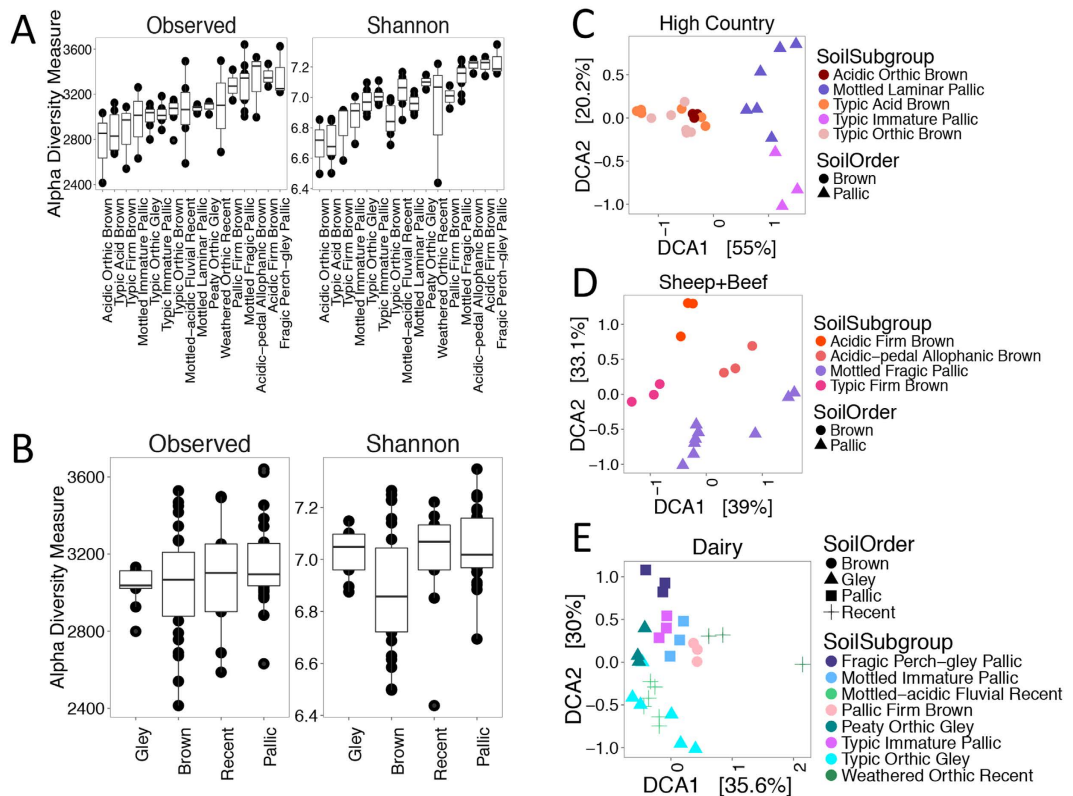 A
Observed
Shannon
Alpha Diversity Measure
3600
3200
2800
2400
7.2
7.0
6.8
6.6
6.4
Acidic Orthic Brown
Typic Acid Brown
Typic Firm Brown
Mottled Immature Pallic
Typic Orthic Gley
Typic Immature Pallic
Typic Orthic Brown
Mottled-acidic Fluvial Recent
Mottled Laminar Pallic
Peaty Orthic Gley
Weathered Orthic Recent
Pallic Firm Brown
Mottled Fragic Pallic
Acidic-pedal Allophanic Brown
Acidic Firm Brown
Fragic Perch-gley Pallic
Acidic Orthic Brown
Typic Acid Brown
Typic Firm Brown
Mottled Immature Pallic
Typic Orthic Gley
Typic Immature Pallic
Typic Orthic Brown
Mottled-acidic Fluvial Recent
Mottled Laminar Pallic
Peaty Orthic Gley
Weathered Orthic Recent
Pallic Firm Brown
Mottled Fragic Pallic
Acidic-pedal Allophanic Brown
Acidic Firm Brown
Fragic Perch-gley Pallic
B
Observed
Shannon
Alpha Diversity Measure
3600
3200
2800
2400
7.2
7.0
6.8
6.6
6.4
Gley
Brown
Recent
Pallic
Gley
Brown
Recent
Pallic
C
High Country
DCA2 [20.2%]
0.5
0.0
−0.5
−1.0
−1
0
1
DCA1 [55%]
SoilSubgroup
Acidic Orthic Brown
Mottled Laminar Pallic
Typic Acid Brown
Typic Immature Pallic
Typic Orthic Brown
SoilOrder
Brown
Pallic
D
Sheep+Beef
DCA2 [33.1%]
1.0
0.5
0.0
−0.5
−1.0
−1
0
1
DCA1 [39%]
SoilSubgroup
Acidic Firm Brown
Acidic−pedal Allophanic Brown
Mottled Fragic Pallic
Typic Firm Brown
SoilOrder
Brown
Pallic
E
Dairy
DCA2 [30%]
1.0
0.5
0.0
−0.5
−1.0
0
1
2
DCA1 [35.6%]
SoilOrder
Brown
Gley
Pallic
Recent
SoilSubgroup
Fragic Perch−gley Pallic
Mottled Immature Pallic
Mottled−acidic Fluvial Recent
Pallic Firm Brown
Peaty Orthic Gley
Typic Immature Pallic
Typic Orthic Gley
Weathered Orthic Recent